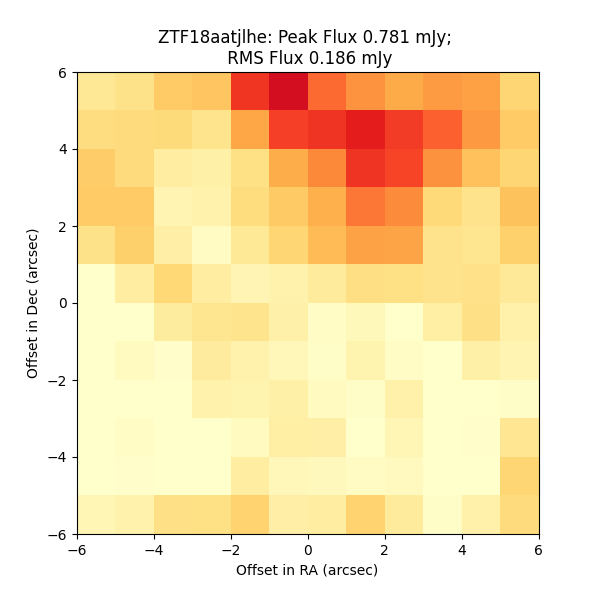 ZTF18aatjlhe: Peak Flux 0.781 mJy;
RMS Flux 0.186 mJy
6
4
2
0
−2
−4
−6
Offset in Dec (arcsec)
−6 −4 −2 0 2 4 6
Offset in RA (arcsec)